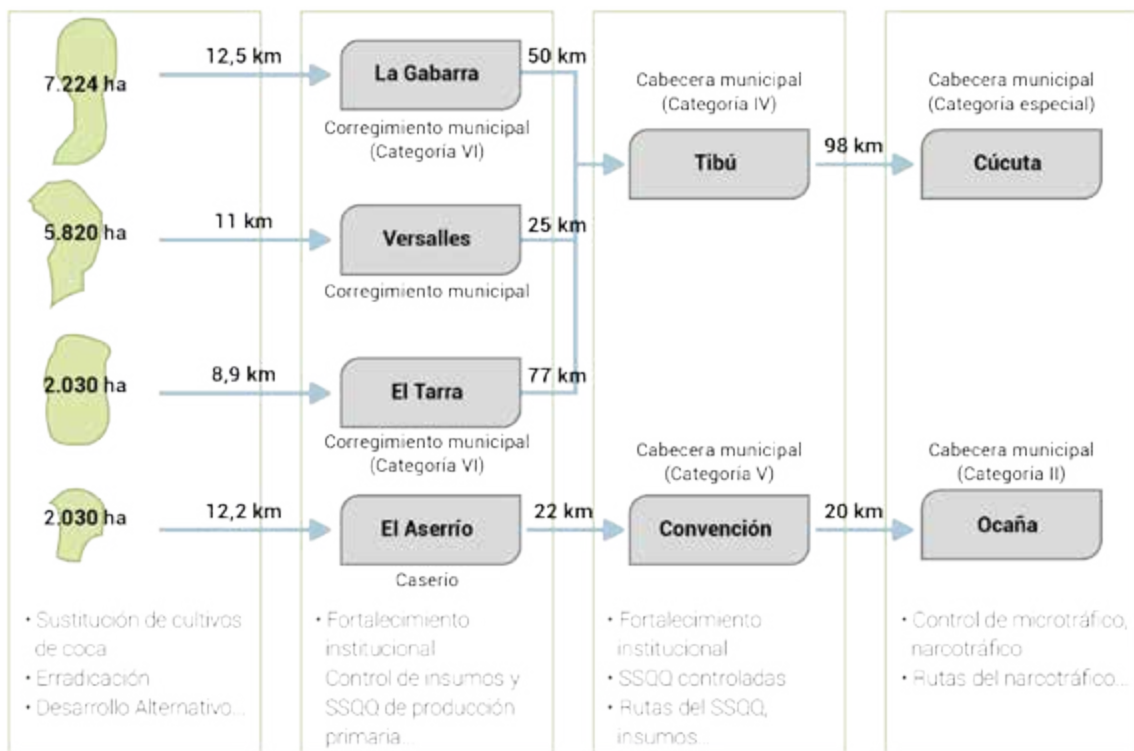 7.224 ha
12,5 km
La Gabarra
50 km
Corregimiento municipal
(Categoría VI)
5.820 ha
11 km
Versalles
25 km
Corregimiento municipal
2.030 ha
8,9 km
El Tarra
77 km
Corregimiento municipal
(Categoría VI)
Cabecera municipal
(Categoría IV)
Tibú
98 km
Cabecera municipal
(Categoría especial)
Cúcuta
2.030 ha
12,2 km
El Aserrío
Caserio
22 km
Cabecera municipal
(Categoría V)
Convención
20 km
Cabecera municipal
(Categoria II)
Ocaña
• Sustitución de cultivos
de coca
• Erradicación
• Desarrollo Alternativo...
• Fortalecimiento
institucional
Control de insumos y
SSQQ de producción
primaria...
• Fortalecimiento
institucional
• SSQQ controladas
• Rutas del SSQQ,
insumos...
• Control de microtráfico,
narcotráfico
• Rutas del narcotráfico...